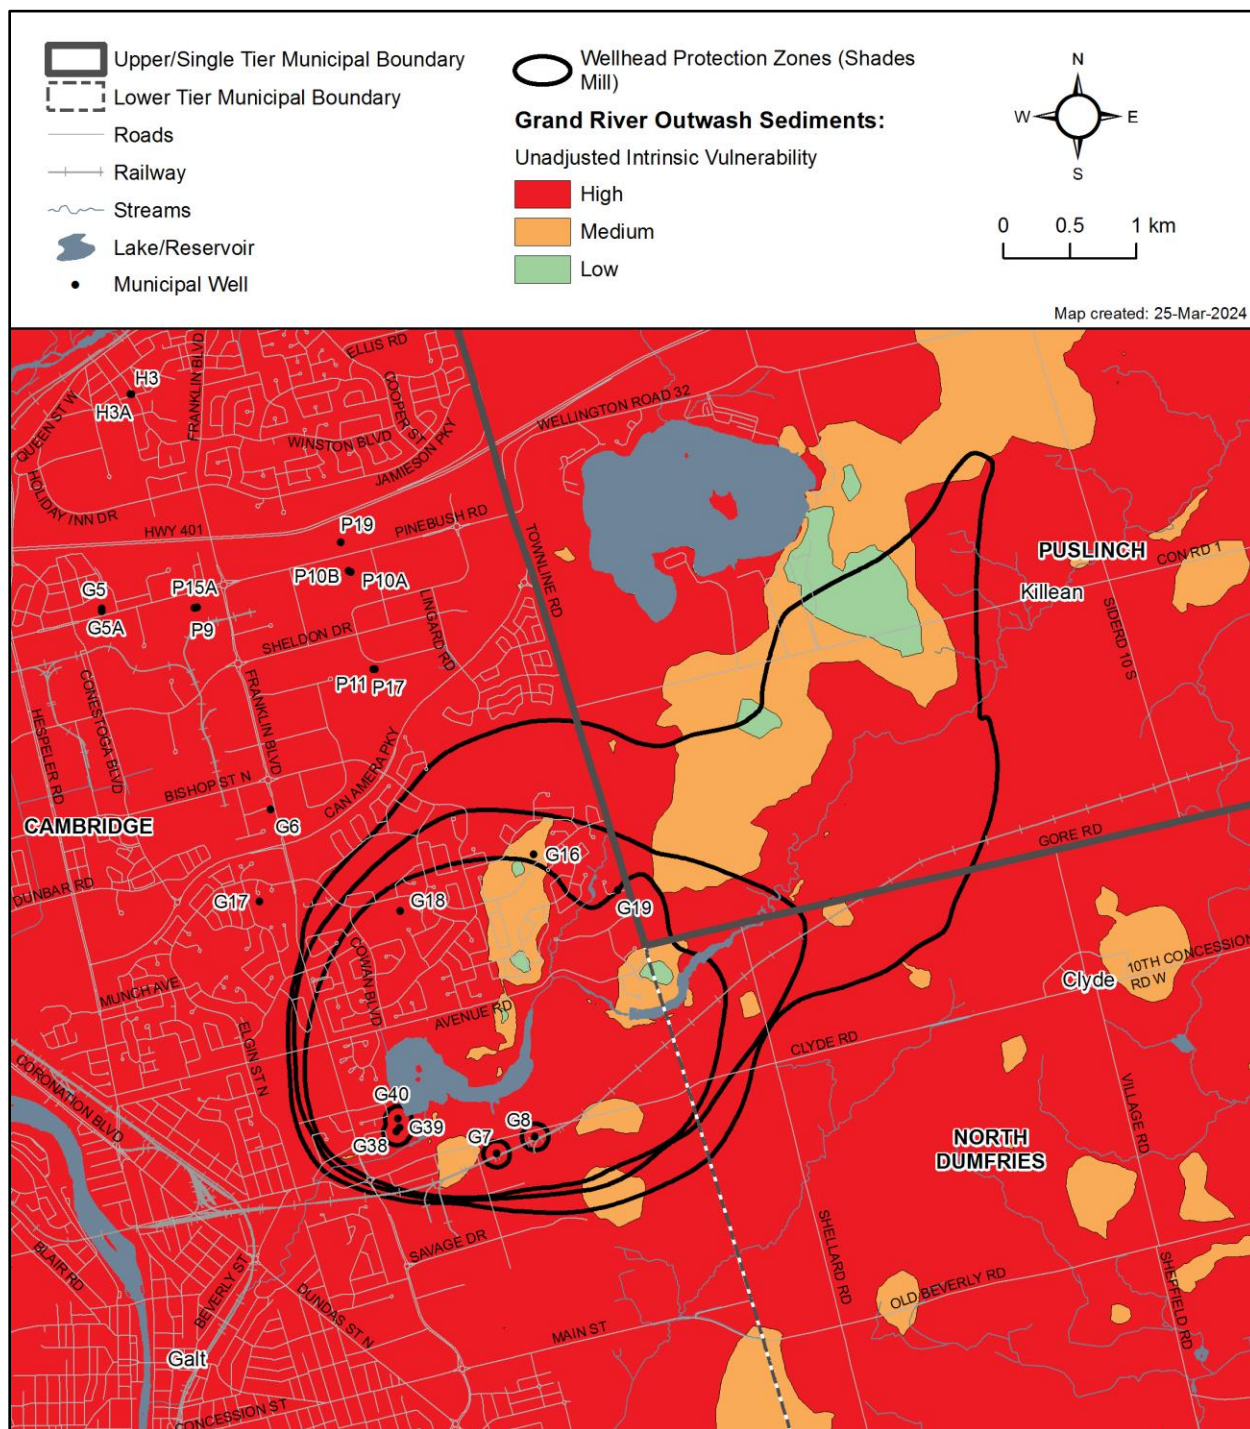 Upper/Single Tier Municipal Boundary
Lower Tier Municipal Boundary
Roads
Railway
Streams
Lake/Reservoir
Municipal Well
Wellhead Protection Zones (Shades
Mill)
Grand River Outwash Sediments:
Unadjusted Intrinsic Vulnerability
High
Medium
Low
N
W
E
S
0 0.5 1 km
Map created: 25-Mar-2024
ELLIS RD
FRANKLIN BLVD
H3
H3A
COOPER ST
QUEEN ST W
WINSTON BLVD
JAMIESON PKY
WELLINGTON ROAD 32
HOLIDAY INN DR
HWY 401
PINEBUSH RD
P19
TOWNLINE RD
PUSLINCH
CON RD 1
P10B
P10A
G5
P15A
Killean
G5A
P9
LINGARD RD
SIDERD 10 S
SHELDON DR
P11
P17
CONESTOGA BLVD
FRANKLIN BLVD
HESPELER RD
BISHOP ST N
CAN AMERA PKY
CAMBRIDGE
G6
GORE RD
G16
DUNBAR RD
G17
G18
G19
COWAN BLVD
10TH CONCESSION
RD W
Clyde
MUNCH AVE
AVENUE RD
ELGIN ST N
CLYDE RD
CORONATION BLVD
G40
G39
G38
G7
G8
VILLAGE RD
NORTH
DUMFRIES
SAVAGE DR
SHELLARD RD
BLAIR RD
BEVERLY ST
DUNDAS ST N
OLD BEVERLY RD
SHEFFIELD RD
MAIN ST
Galt
CONCESSION ST